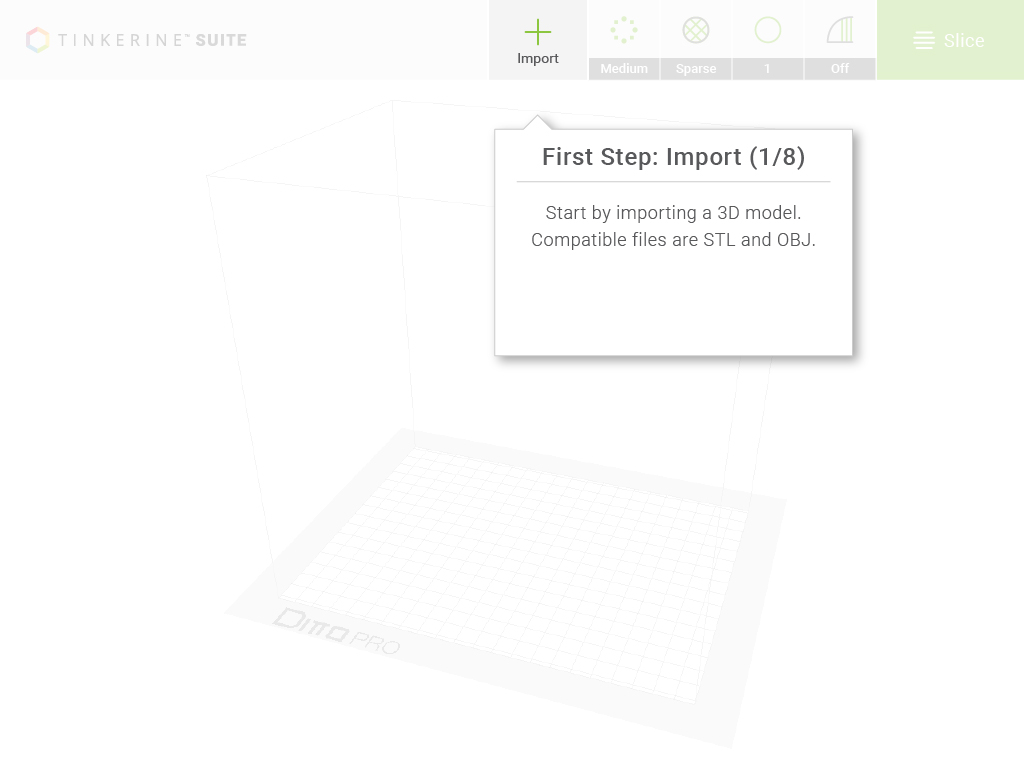 TINKERINE™ SUITE
Import
Medium
Sparse
1
Off
Slice
First Step: Import (1/8)
Start by importing a 3D model.
Compatible files are STL and OBJ.
DITTO PRO